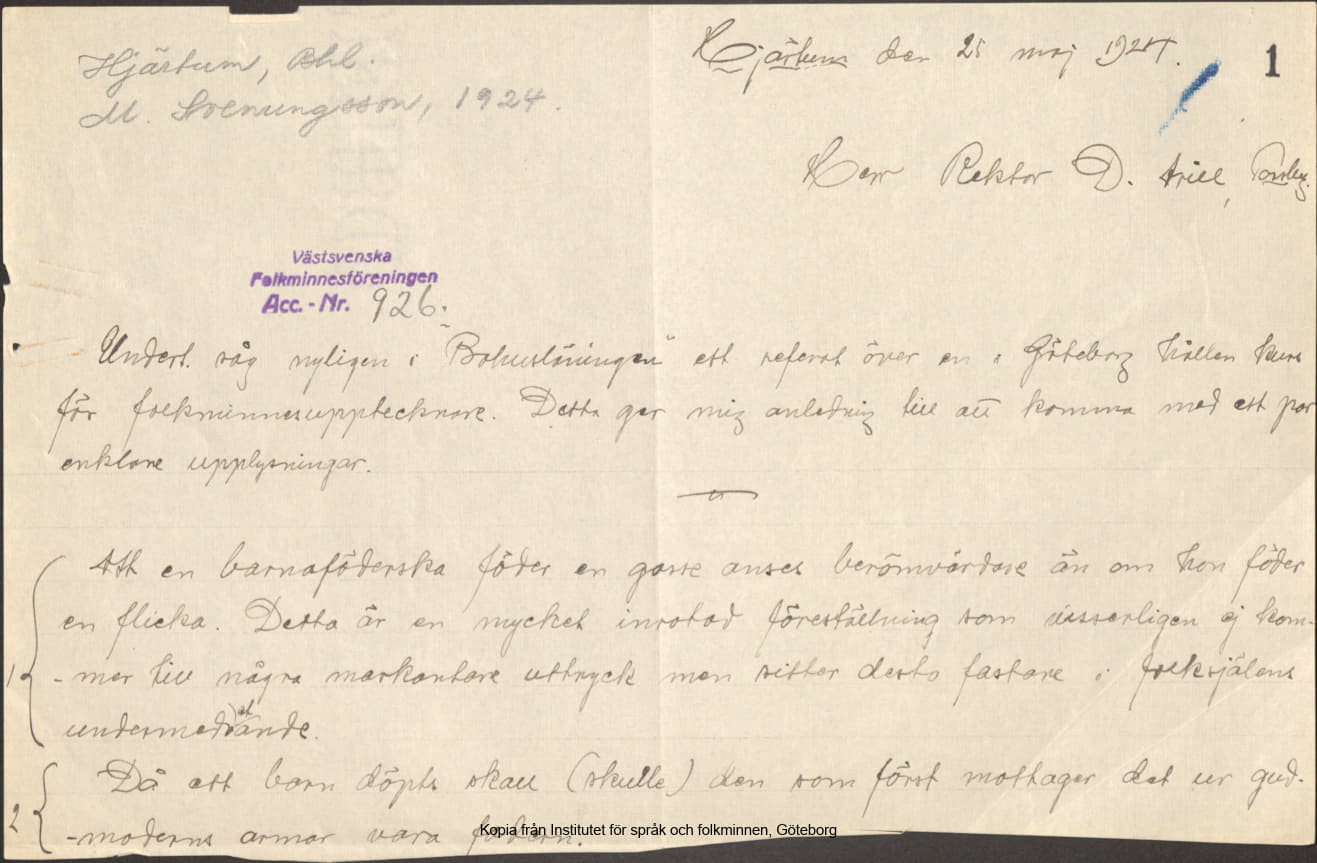 Hjärtum, Bhl.
M. Svenungsson, 1924.
Hjärtum den 25 maj 1924.
1
Herr Rektor D. Arill,
Västsvenska
Folkminnesföreningen
Acc.-Nr. 926.
Undert. såg nyligen i "Bohusläningen" ett referat över en i Göteborg hållen kurs
för folkminnesupptecknare. Detta ger mig anledning till att komma med ett par
enklare upplysningar.
Att en barnaföderska föder en gosse anses berömvärdare än om hon föder
en flicka. Detta är en mycket inrotad föreställning som visserligen ej kom-
1 -mer till några markantare uttryck men sitter desto fastare i folksjälens
undermedvetande.
Då ett barn döpts skall (skulle) den som först mottager det ur gud-
2 -moderns armar vara fadern.
Kopia från Institutet för språk och folkminnen, Göteborg